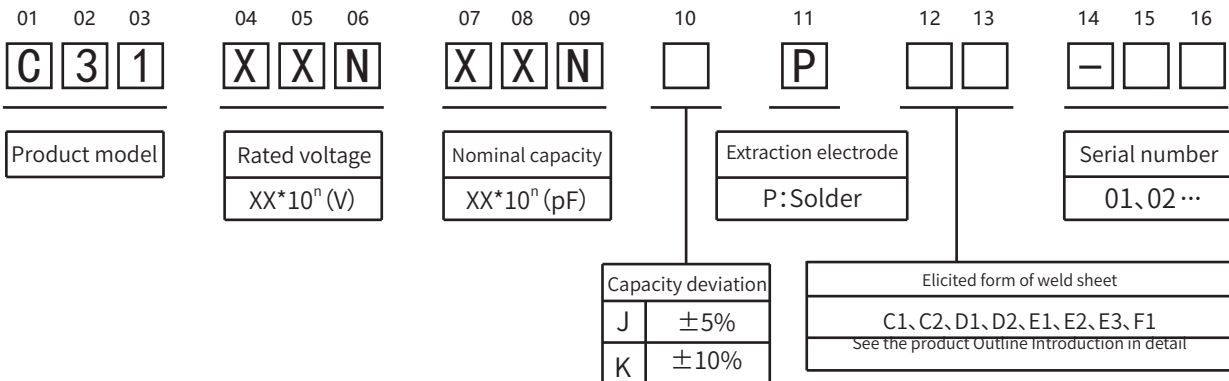 01 02 03 04 05 06 07 08 09 10 11 12 13 14 15 16
C 3 1 X X N X X N P -
Product model
Rated voltage
XX*10ⁿ (V)
Nominal capacity
XX*10ⁿ (pF)
Extraction electrode
P:Solder
Serial number
01、02…
Capacity deviation
J ±5%
K ±10%
Elicited form of weld sheet
C1、C2、D1、D2、E1、E2、E3、F1
See the product Outline Introduction in detail